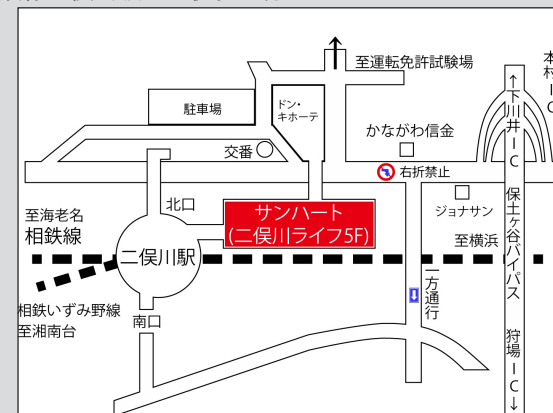 至運転免許試験場
本村IC
駐車場
ドン・
キホーテ
かながわ信金
↑下川井IC 保土ヶ谷バイパス 狩場IC↓
交番
右折禁止
北口
サンハート
(二俣川ライフ5F)
ジョナサン
至海老名
相鉄線
至横浜
二俣川駅
一方通行
相鉄いずみ野線
至湘南台
南口